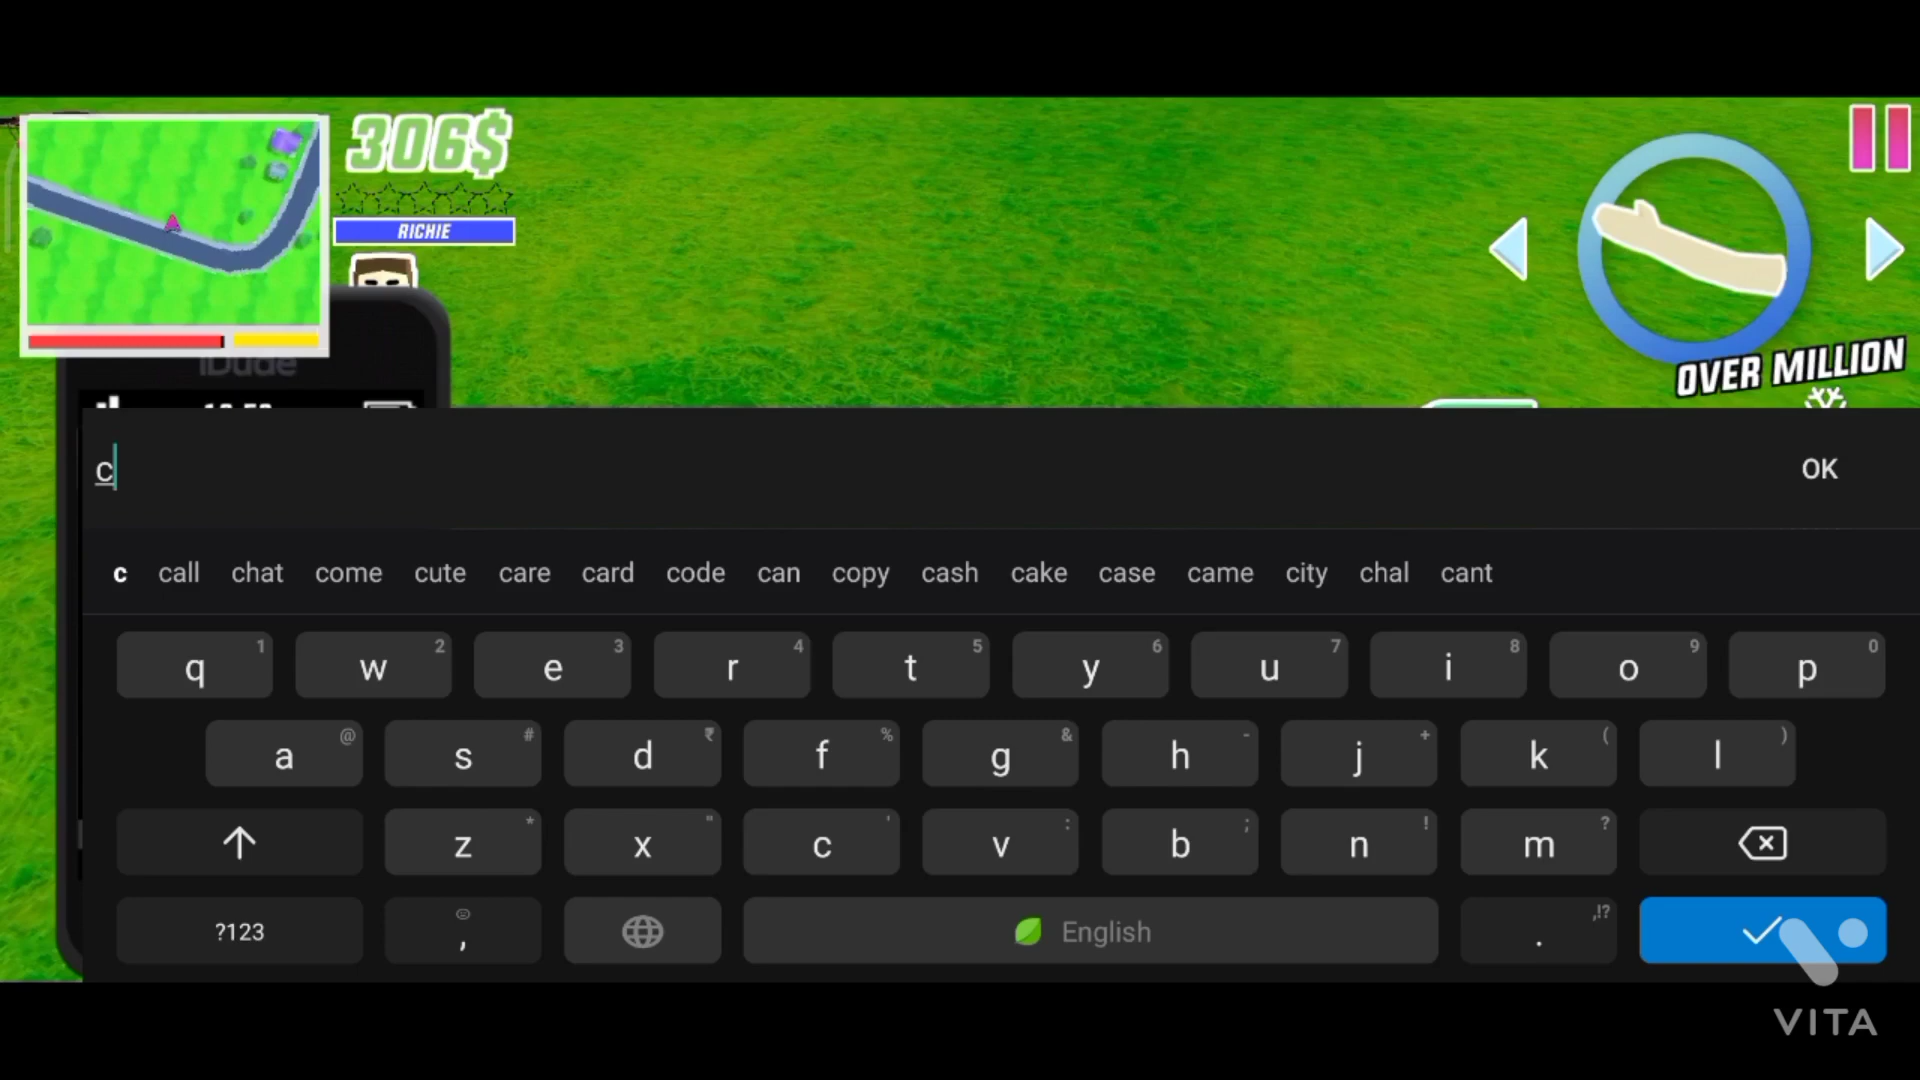 306$
RICHIE
OVER MILLION
iDude
c
OK
c call chat come cute care card code can copy cash cake case came city chal cant
q 1 w 2 e 3 r 4 t 5 y 6 u 7 i 8 o 9 p 0
a @ s # d ₹ f % g & h - j + k ( l )
z * x " c ' v : b ; n ! m ?
?123 , English . ,!?
VITA